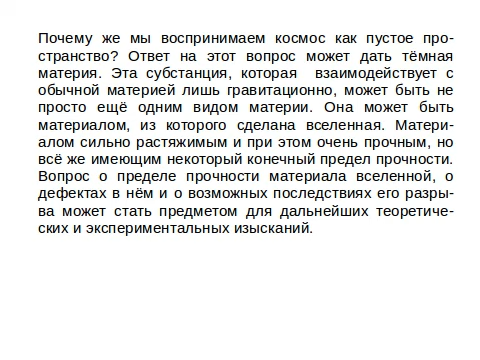 Почему же мы воспринимаем космос как пустое про-
странство? Ответ на этот вопрос может дать тёмная
материя. Эта субстанция, которая взаимодействует с
обычной материей лишь гравитационно, может быть не
просто ещё одним видом материи. Она может быть
материалом, из которого сделана вселенная. Матери-
алом сильно растяжимым и при этом очень прочным, но
всё же имеющим некоторый конечный предел прочности.
Вопрос о пределе прочности материала вселенной, о
дефектах в нём и о возможных последствиях его разры-
ва может стать предметом для дальнейших теоретиче-
ских и экспериментальных изысканий.